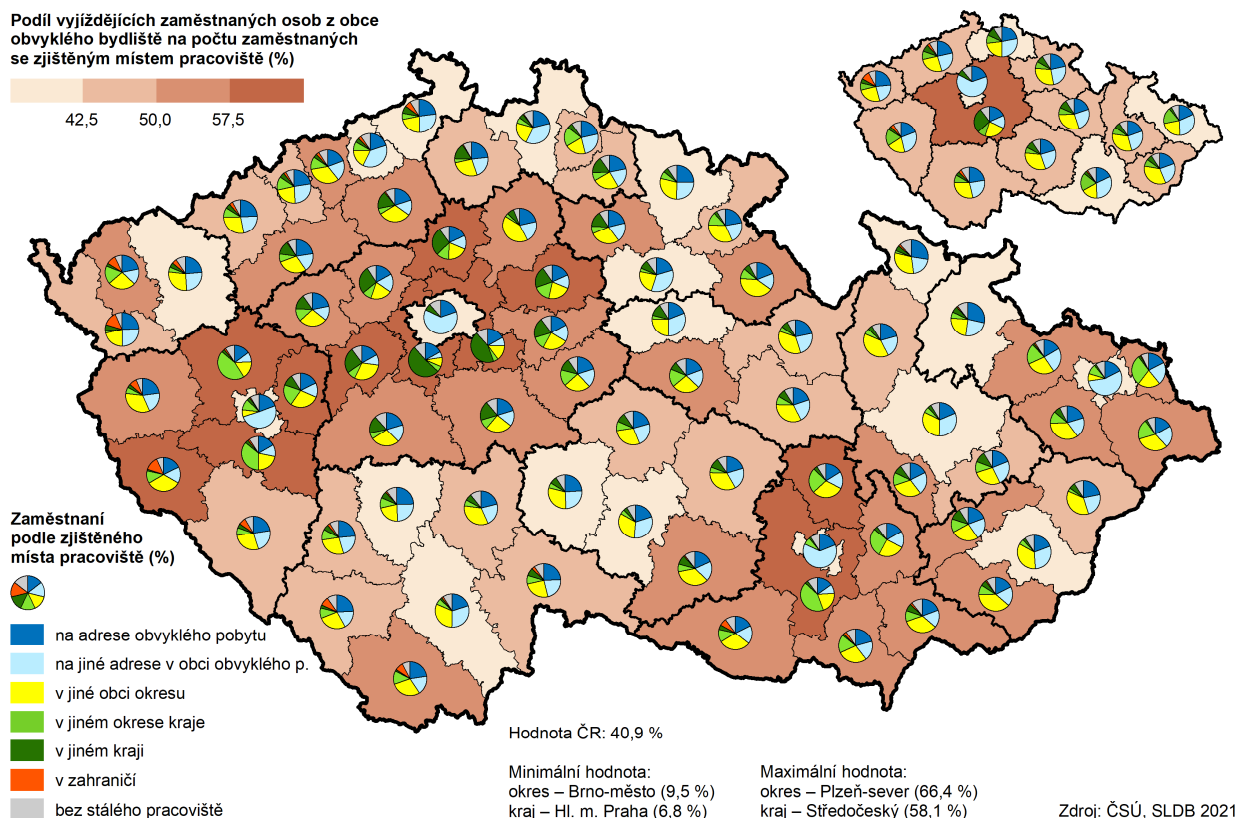 Podíl vyjíždějících zaměstnaných osob z obce
obvyklého bydliště na počtu zaměstnaných
se zjištěným místem pracoviště (%)
42,5 50,0 57,5
Zaměstnaní
podle zjištěného
místa pracoviště (%)
na adrese obvyklého pobytu
na jiné adrese v obci obvyklého p.
v jiné obci okresu
v jiném okrese kraje
v jiném kraji
v zahraničí
bez stálého pracoviště
Hodnota ČR: 40,9 %
Minimální hodnota:
okres – Brno-město (9,5 %)
kraj – Hl. m. Praha (6,8 %)
Maximální hodnota:
okres – Plzeň-sever (66,4 %)
kraj – Středočeský (58,1 %)
Zdroj: ČSÚ, SLDB 2021